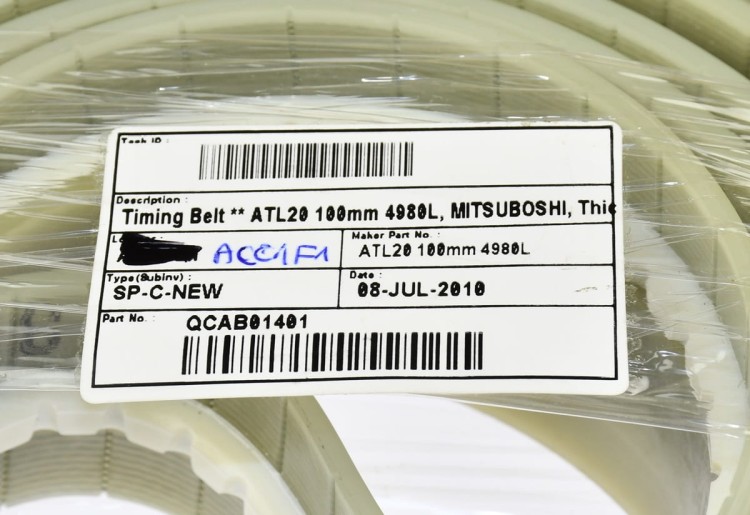 Task ID :
Description :
Timing Belt ** ATL20 100mm 4980L, MITSUBOSHI, Thic
ACC1F1
Maker Part No. :
ATL20 100mm 4980L
Type(Subinv) :
SP-C-NEW
Date :
08-JUL-2010
Part No. :
QCAB01401